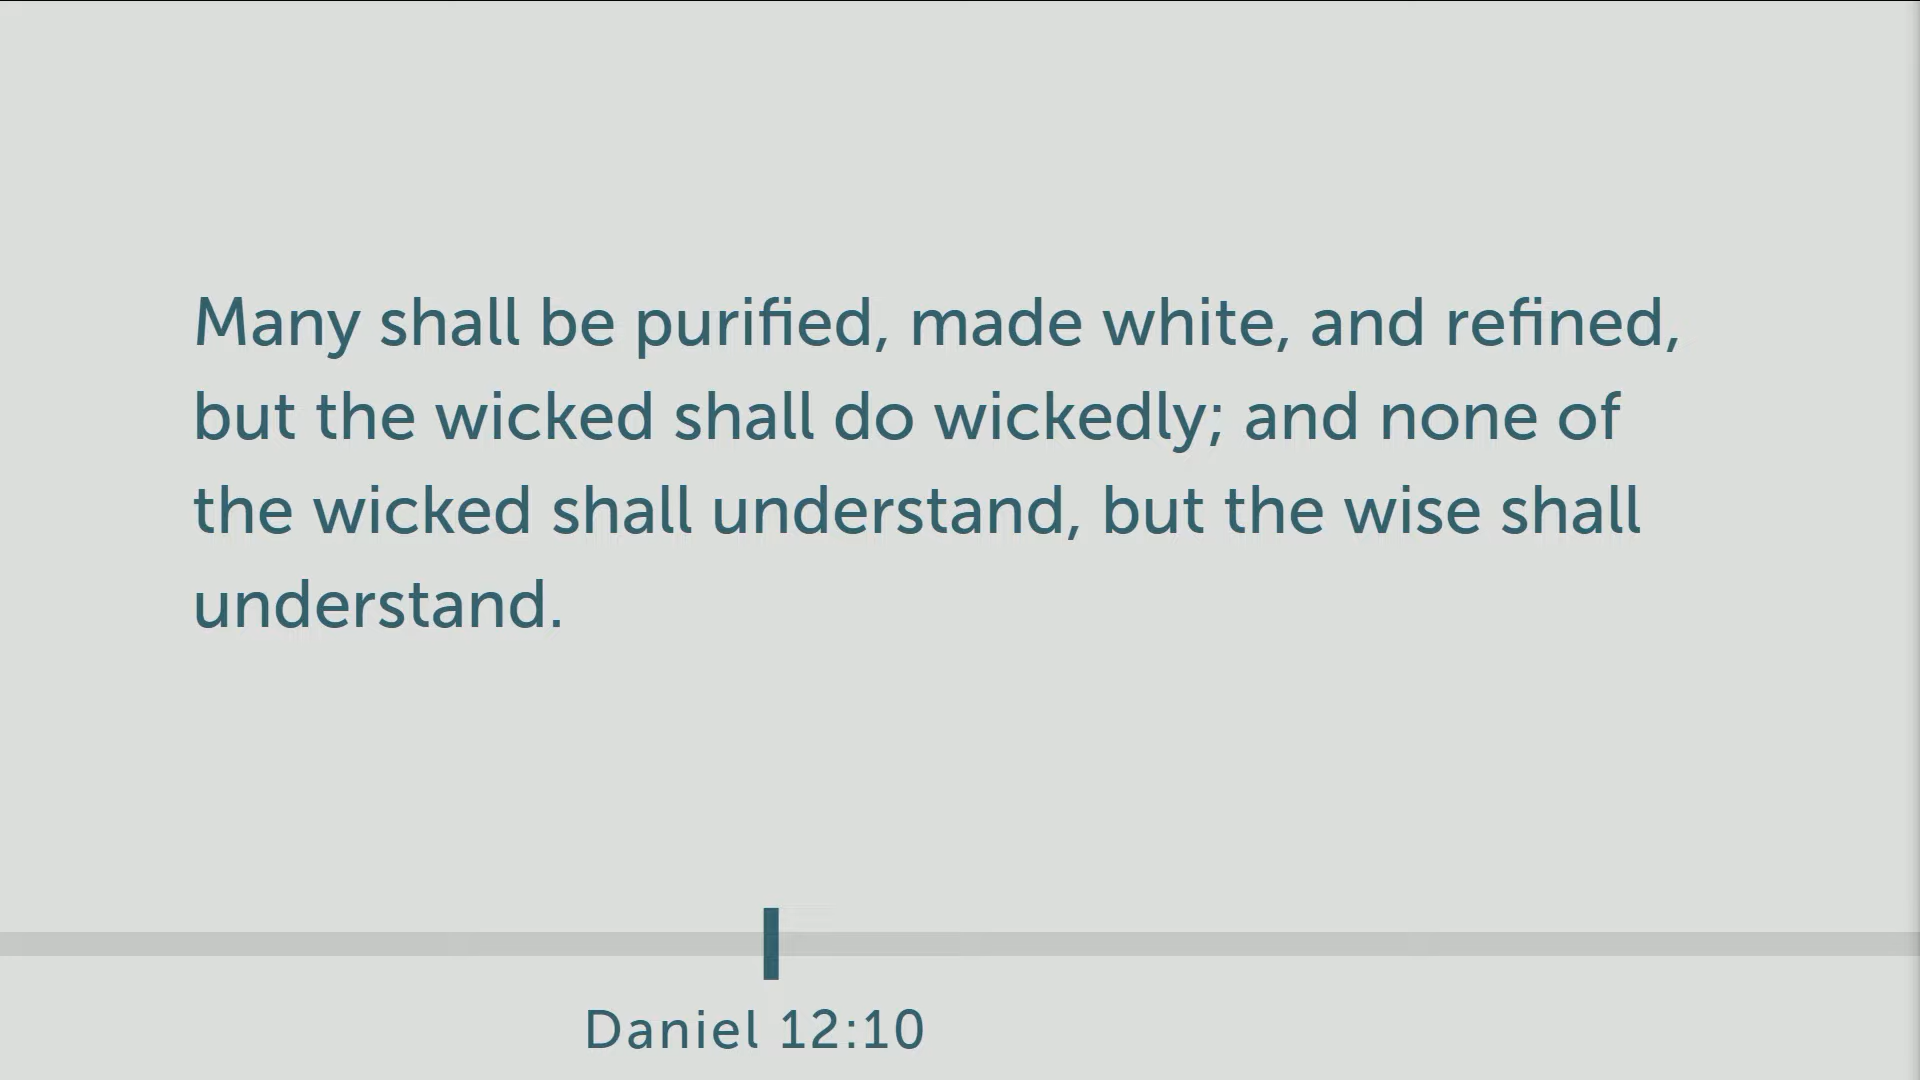 Many shall be purified, made white, and refined,
but the wicked shall do wickedly; and none of
the wicked shall understand, but the wise shall
understand.
Daniel 12:10